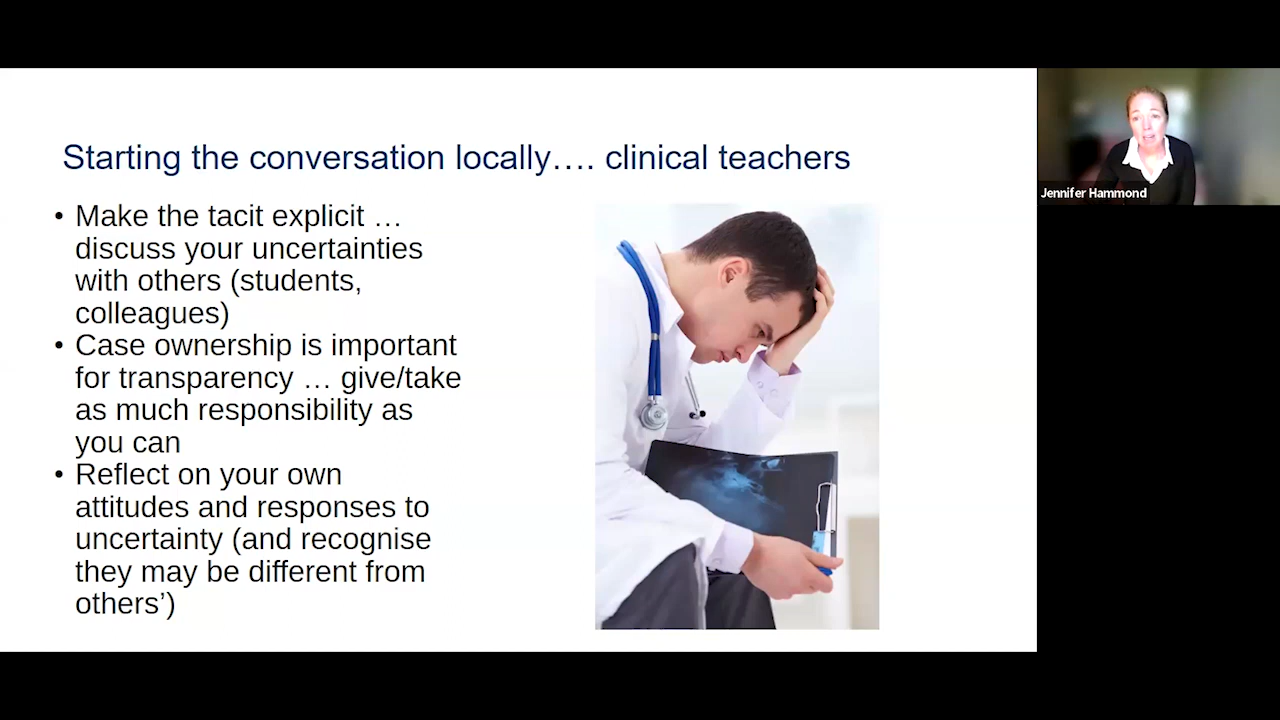 Starting the conversation locally…. clinical teachers
• Make the tacit explicit …
discuss your uncertainties
with others (students,
colleagues)
• Case ownership is important
for transparency … give/take
as much responsibility as
you can
• Reflect on your own
attitudes and responses to
uncertainty (and recognise
they may be different from
others’)
Jennifer Hammond